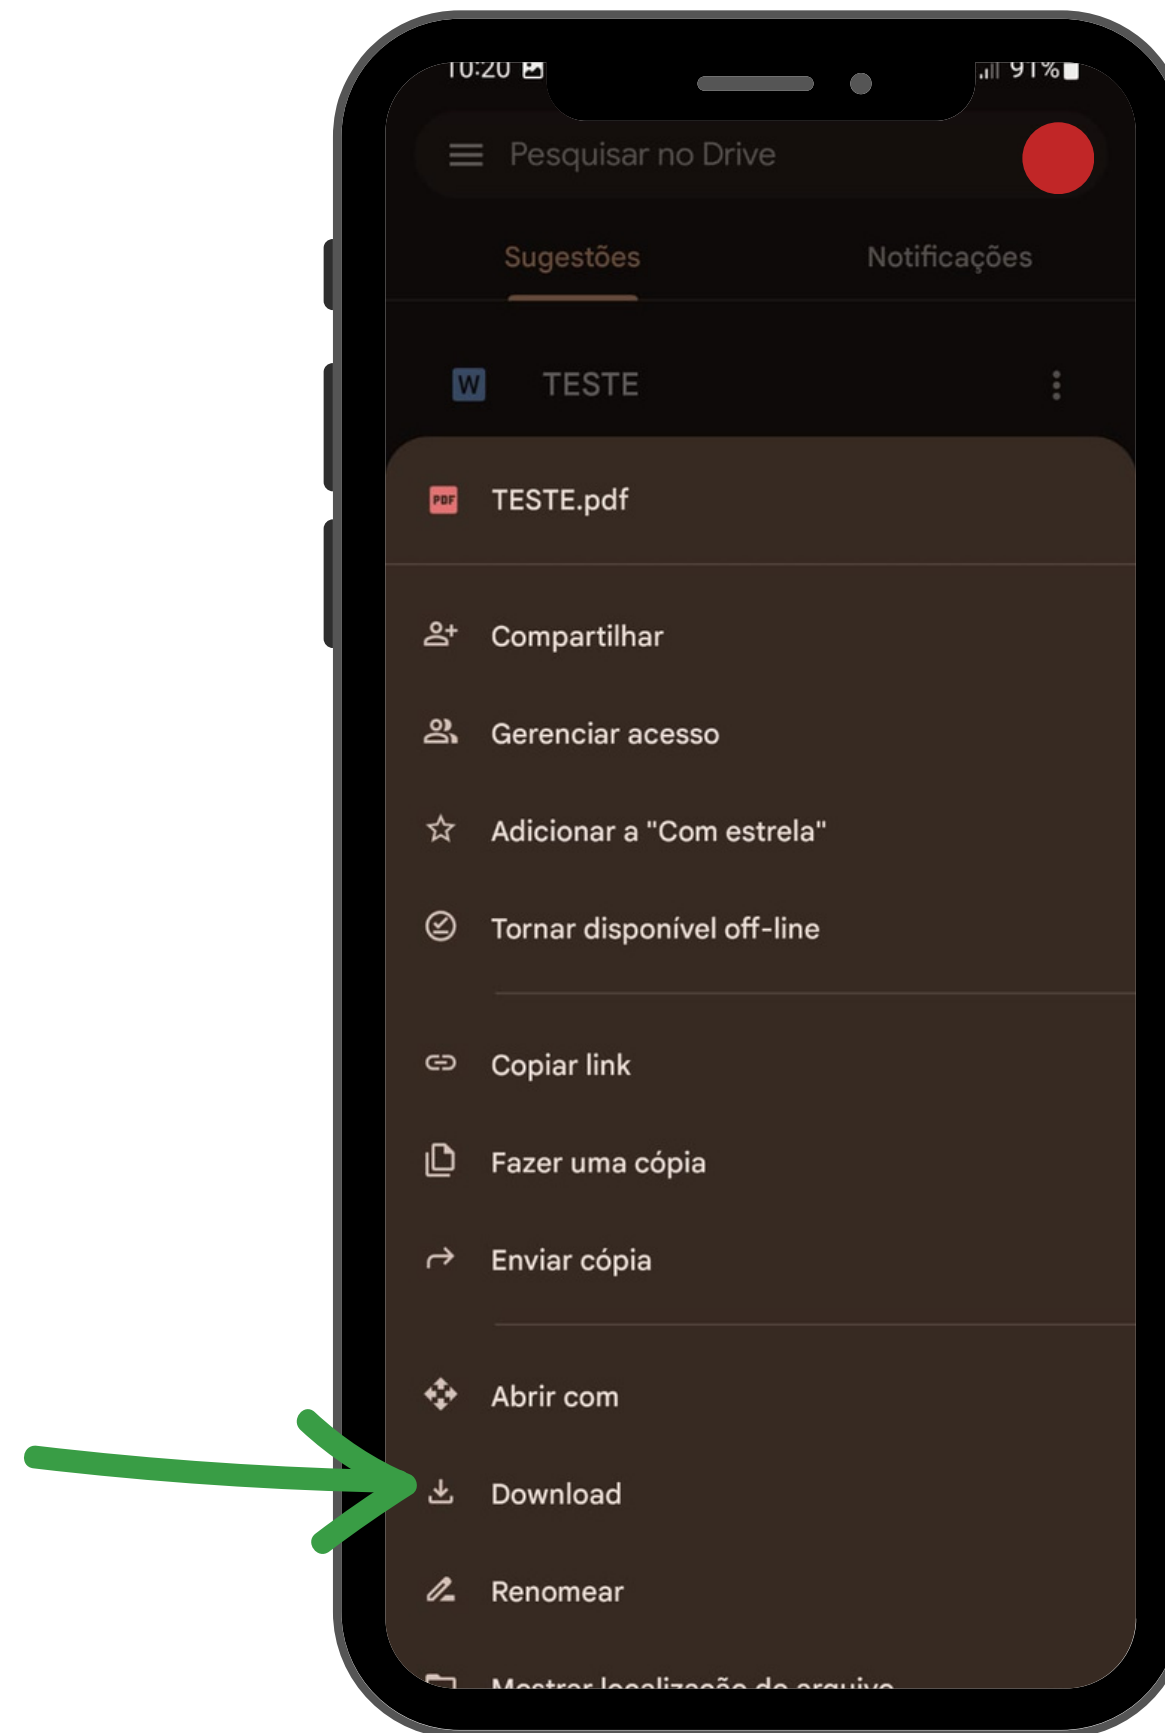 10:20 91%
Pesquisar no Drive
Sugestões Notificações
W TESTE
PDF TESTE.pdf
Compartilhar
Gerenciar acesso
Adicionar a "Com estrela"
Tornar disponível off-line
Copiar link
Fazer uma cópia
Enviar cópia
Abrir com
Download
Renomear
Mostrar localização do arquivo